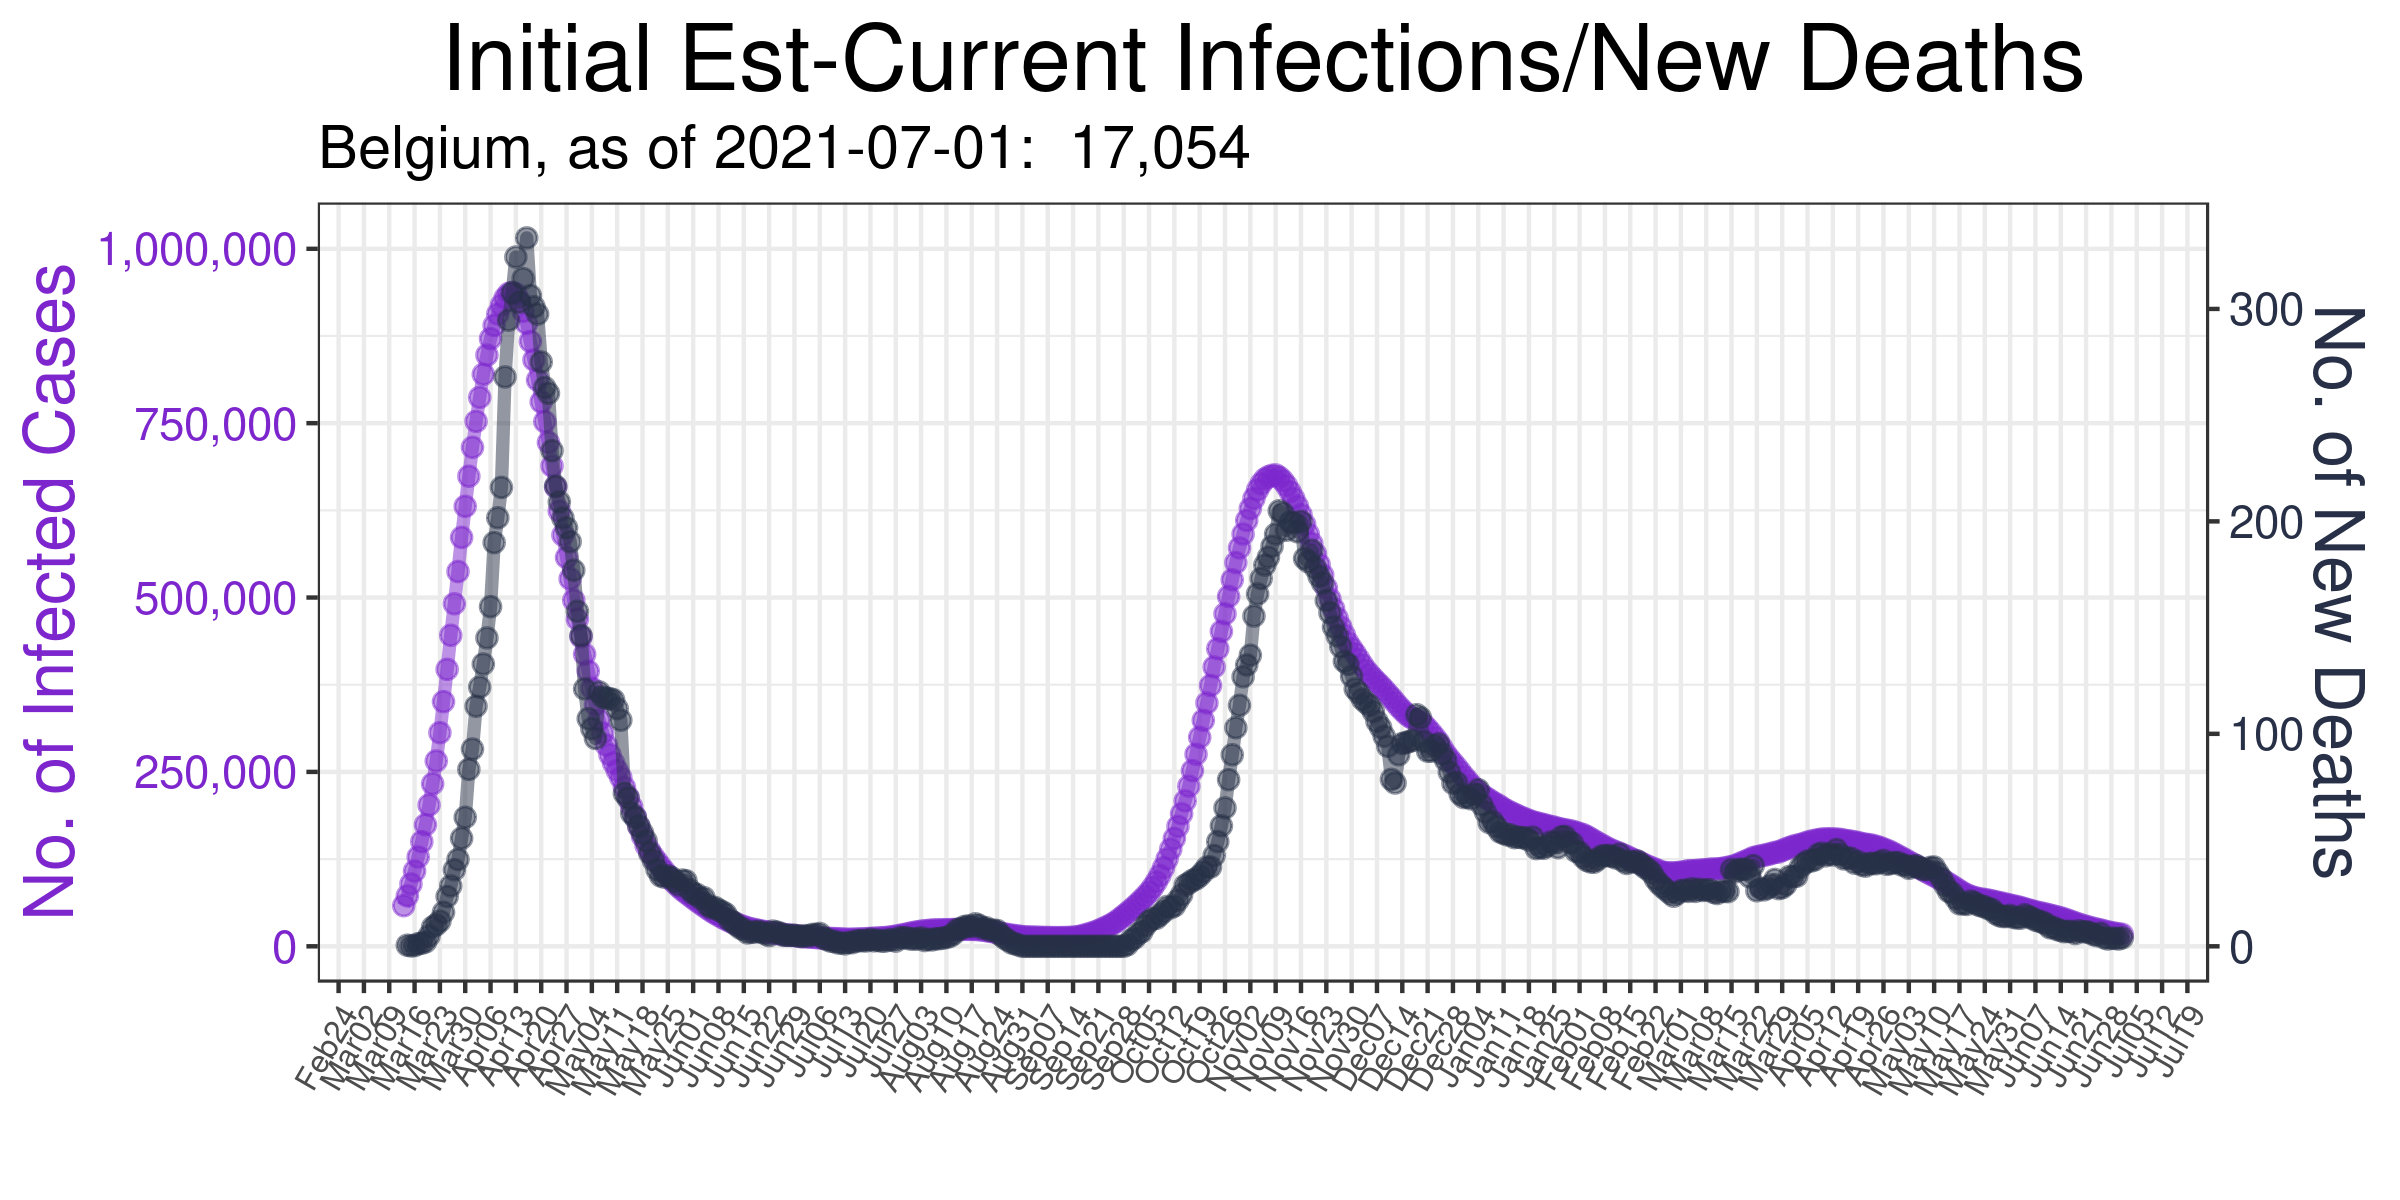 Initial Est-Current Infections/New Deaths
Belgium, as of 2021-07-01:  17,054
No. of Infected Cases
1,000,000
750,000
500,000
250,000
0
300
200
100
0
No. of New Deaths
Feb24
Mar02
Mar09
Mar16
Mar23
Mar30
Apr06
Apr13
Apr20
Apr27
May04
May11
May18
May25
Jun01
Jun08
Jun15
Jun22
Jun29
Jul06
Jul13
Jul20
Jul27
Aug03
Aug10
Aug17
Aug24
Aug31
Sep07
Sep14
Sep21
Sep28
Oct05
Oct12
Oct19
Oct26
Nov02
Nov09
Nov16
Nov23
Nov30
Dec07
Dec14
Dec21
Dec28
Jan04
Jan11
Jan18
Jan25
Feb01
Feb08
Feb15
Feb22
Mar01
Mar08
Mar15
Mar22
Mar29
Apr05
Apr12
Apr19
Apr26
May03
May10
May17
May24
May31
Jun07
Jun14
Jun21
Jun28
Jul05
Jul12
Jul19